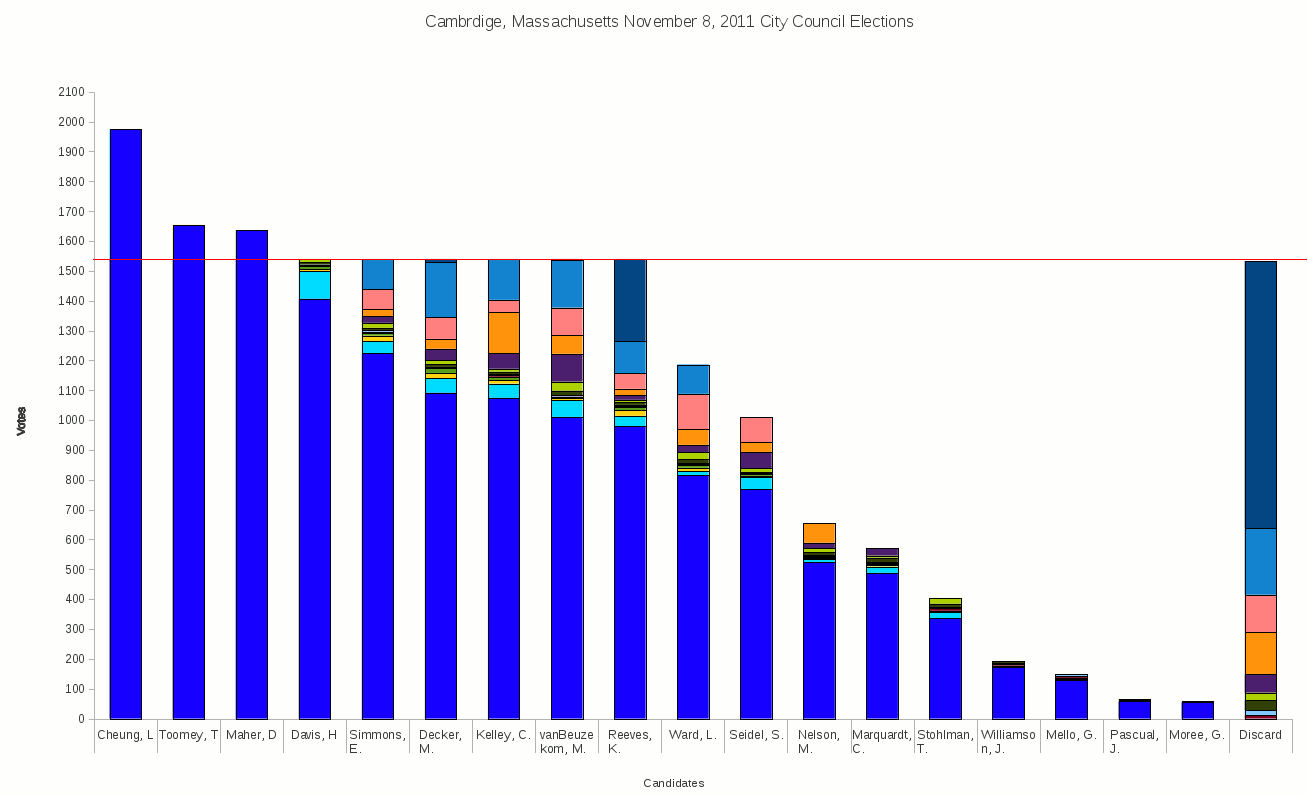 Cambrdige, Massachusetts November 8, 2011 City Council Elections
2100
2000
1900
1800
1700
1600
1500
1400
1300
1200
1100
1000
900
800
700
600
500
400
300
200
100
0
Votes
Cheung, L
Toomey, T
Maher, D
Davis, H
Simmons,
E.
Decker,
M.
Kelley, C.
vanBeuze
kom, M.
Reeves,
K.
Ward, L.
Seidel, S.
Nelson,
M.
Marquardt,
C.
Stohlman,
T.
Williamso
n, J.
Mello, G.
Pascual,
J.
Moree, G.
Discard
Candidates